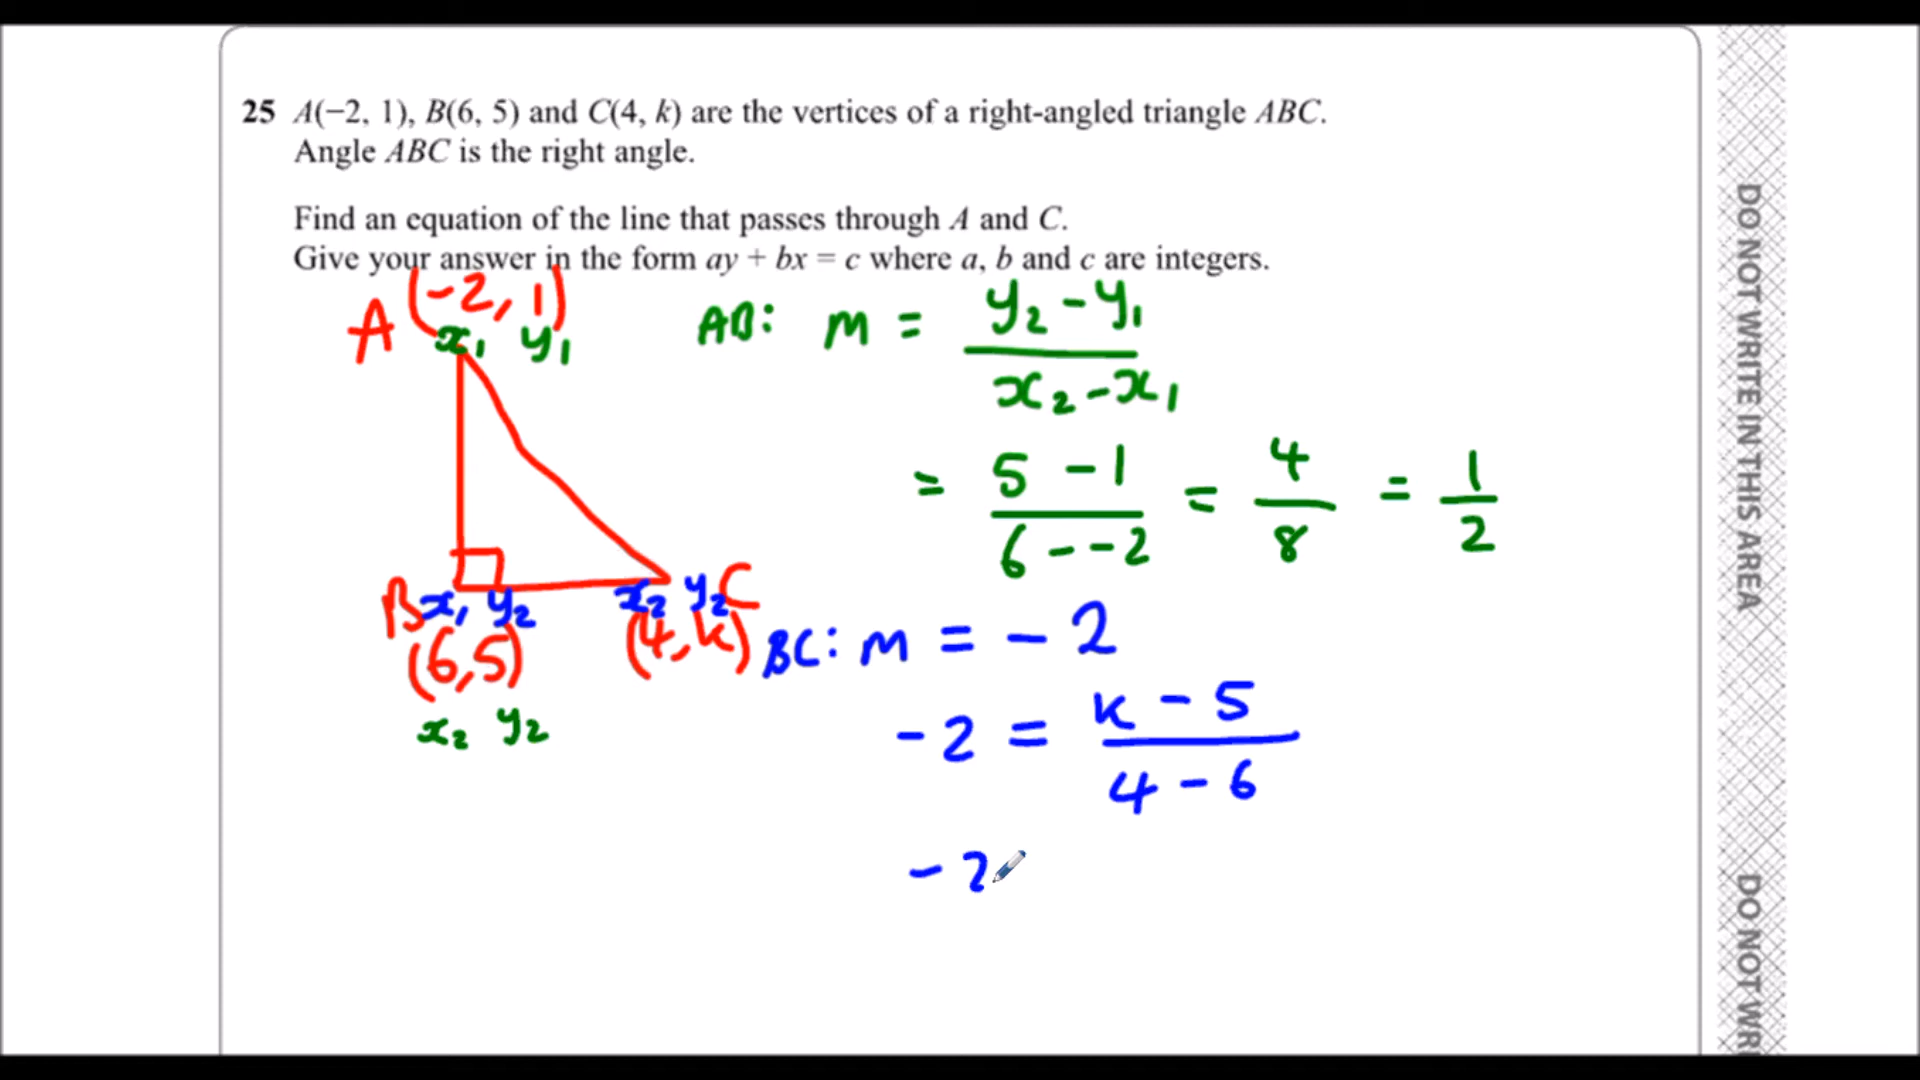 25 A(−2, 1), B(6, 5) and C(4, k) are the vertices of a right-angled triangle ABC.
Angle ABC is the right angle.
Find an equation of the line that passes through A and C.
Give your answer in the form ay + bx = c where a, b and c are integers.
A (-2, 1)
x₁ y₁
B x₁ y₂
(6,5)
x₂ y₂
x₂ y₂ C
(4, k)
AB: m = (y₂ - y₁)/(x₂ - x₁)
= (5 - 1)/(6 - -2) = 4/8 = 1/2
BC: m = -2
-2 = (k - 5)/(4 - 6)
-2
DO NOT WRITE IN THIS AREA
DO NOT WRI